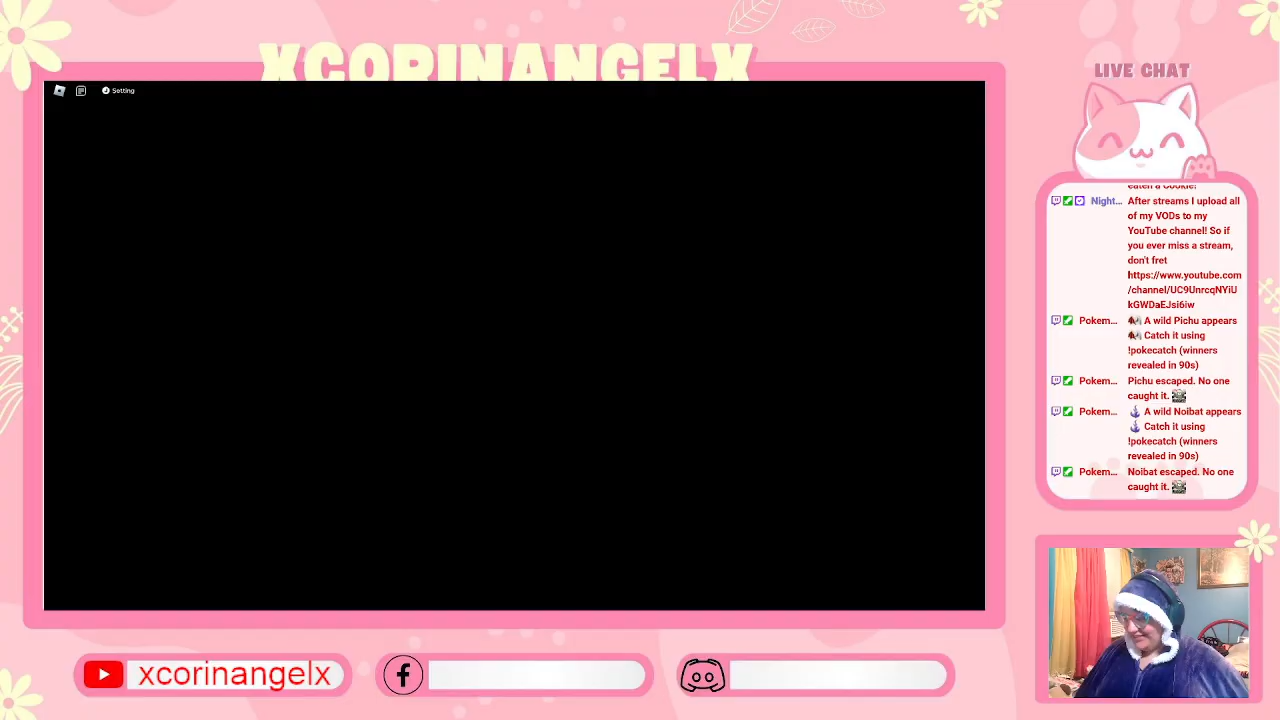 XCORINANGELX
LIVE CHAT
Setting
eaten a Cookie!
Night... After streams I upload all
of my VODs to my
YouTube channel! So if
you ever miss a stream,
don't fret
https://www.youtube.com
/channel/UC9UnrcqNYiU
kGWDaEJsi6iw
Pokem... A wild Pichu appears
Catch it using
!pokecatch (winners
revealed in 90s)
Pokem... Pichu escaped. No one
caught it.
Pokem... A wild Noibat appears
Catch it using
!pokecatch (winners
revealed in 90s)
Pokem... Noibat escaped. No one
caught it.
xcorinangelx